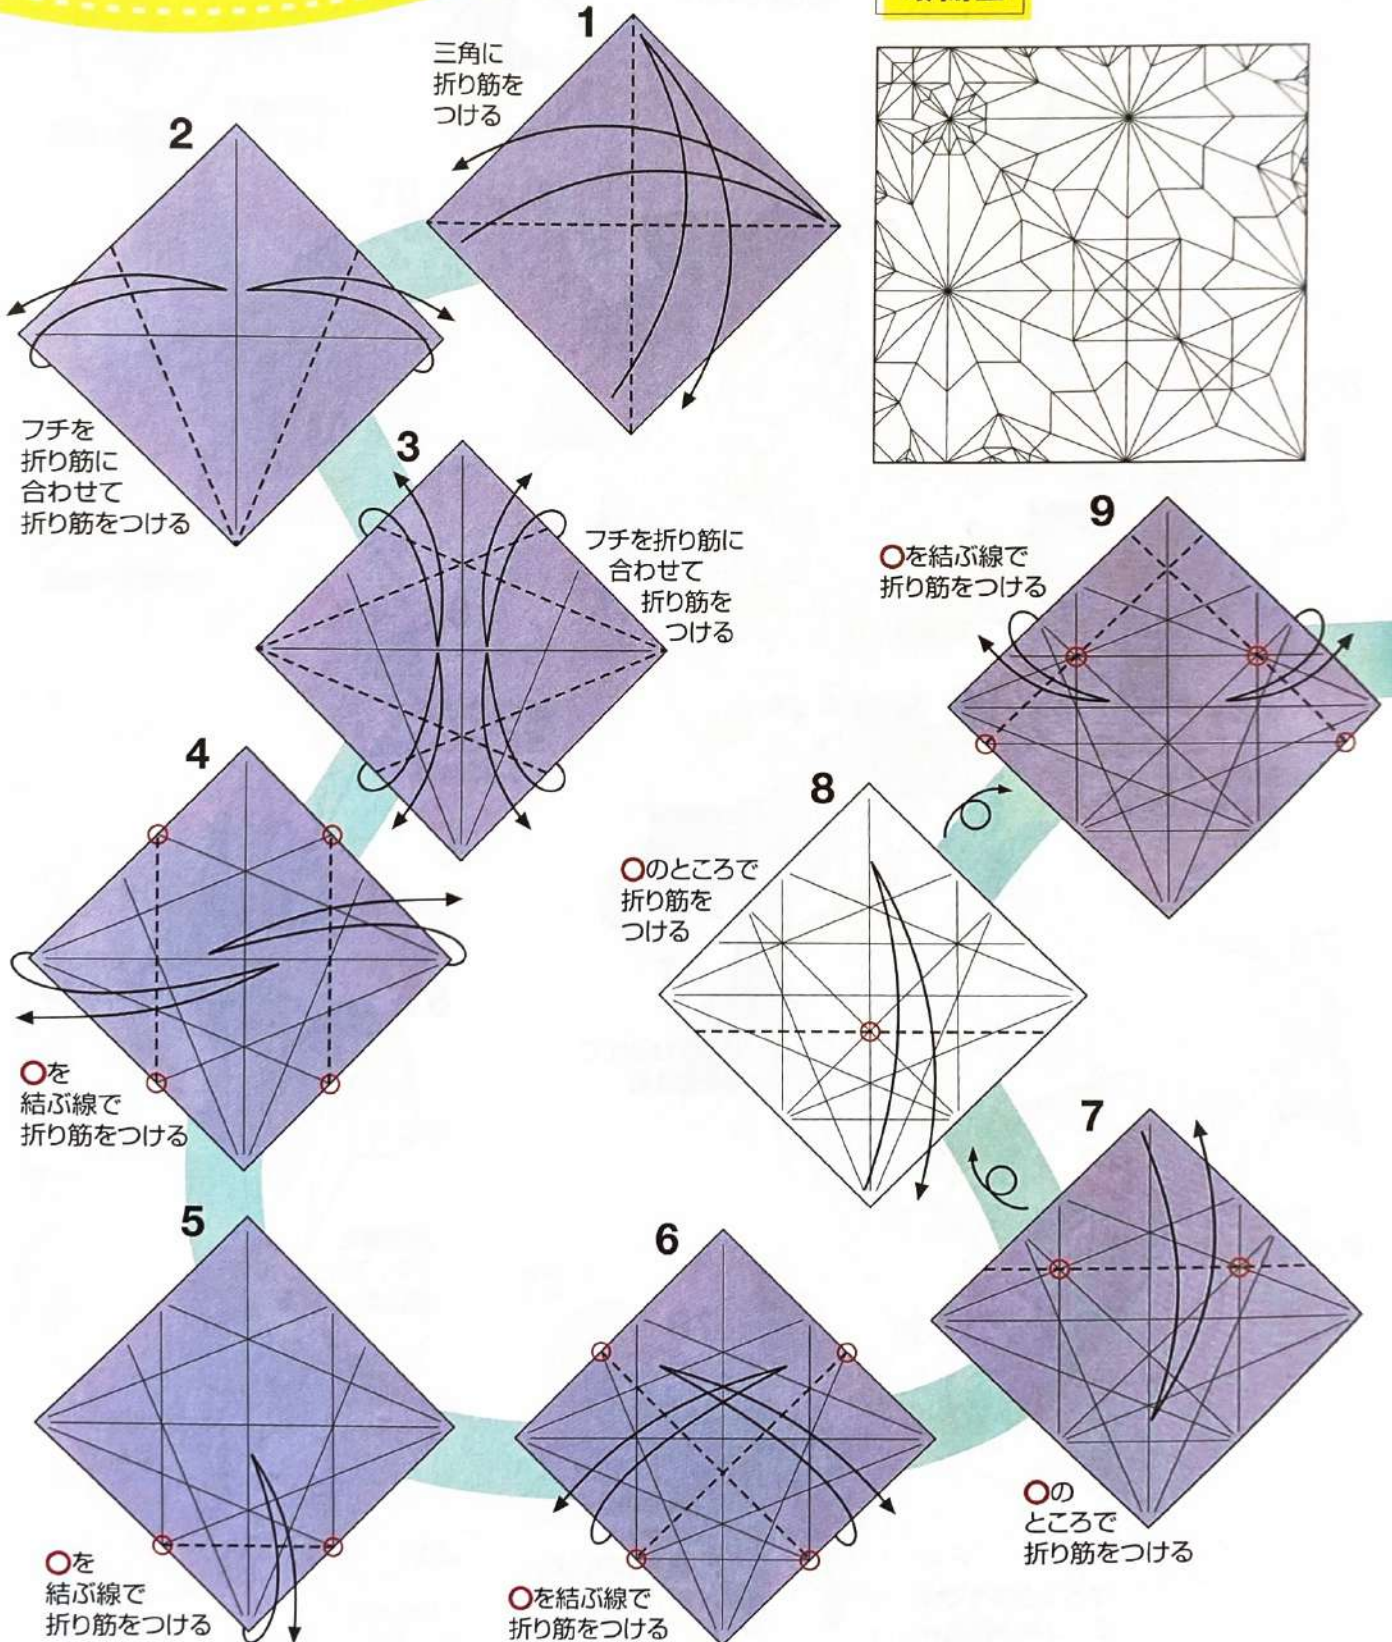 1
三角に
折り筋を
つける
2
フチを
折り筋に
合わせて
折り筋をつける
3
フチを折り筋に
合わせて
折り筋を
つける
4
○を
結ぶ線で
折り筋をつける
5
○を
結ぶ線で
折り筋をつける
6
○を結ぶ線で
折り筋をつける
7
○の
ところで
折り筋をつける
8
○のところで
折り筋を
つける
9
○を結ぶ線で
折り筋をつける